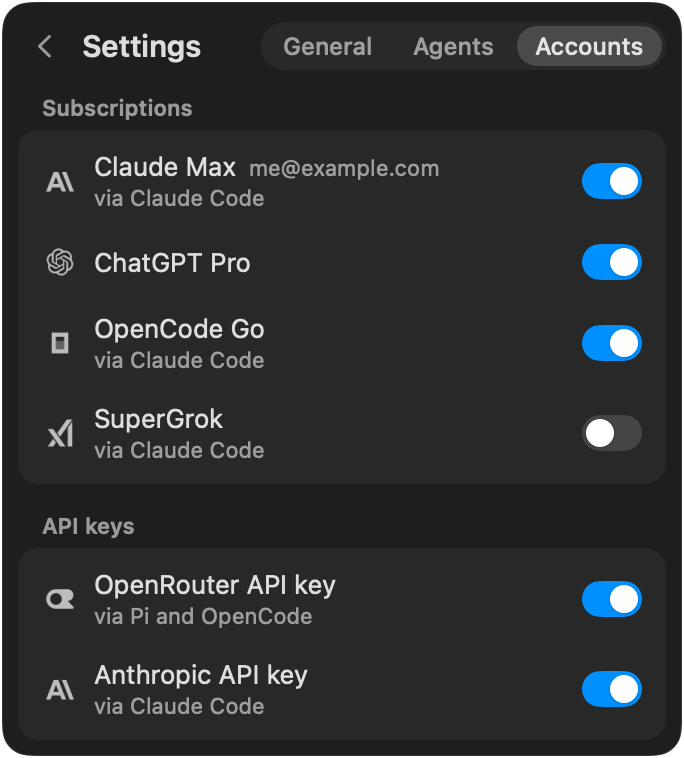 Settings
General
Agents
Accounts
Subscriptions
Claude Max me@example.com
via Claude Code
ChatGPT Pro
OpenCode Go
via Claude Code
SuperGrok
via Claude Code
API keys
OpenRouter API key
via Pi and OpenCode
Anthropic API key
via Claude Code